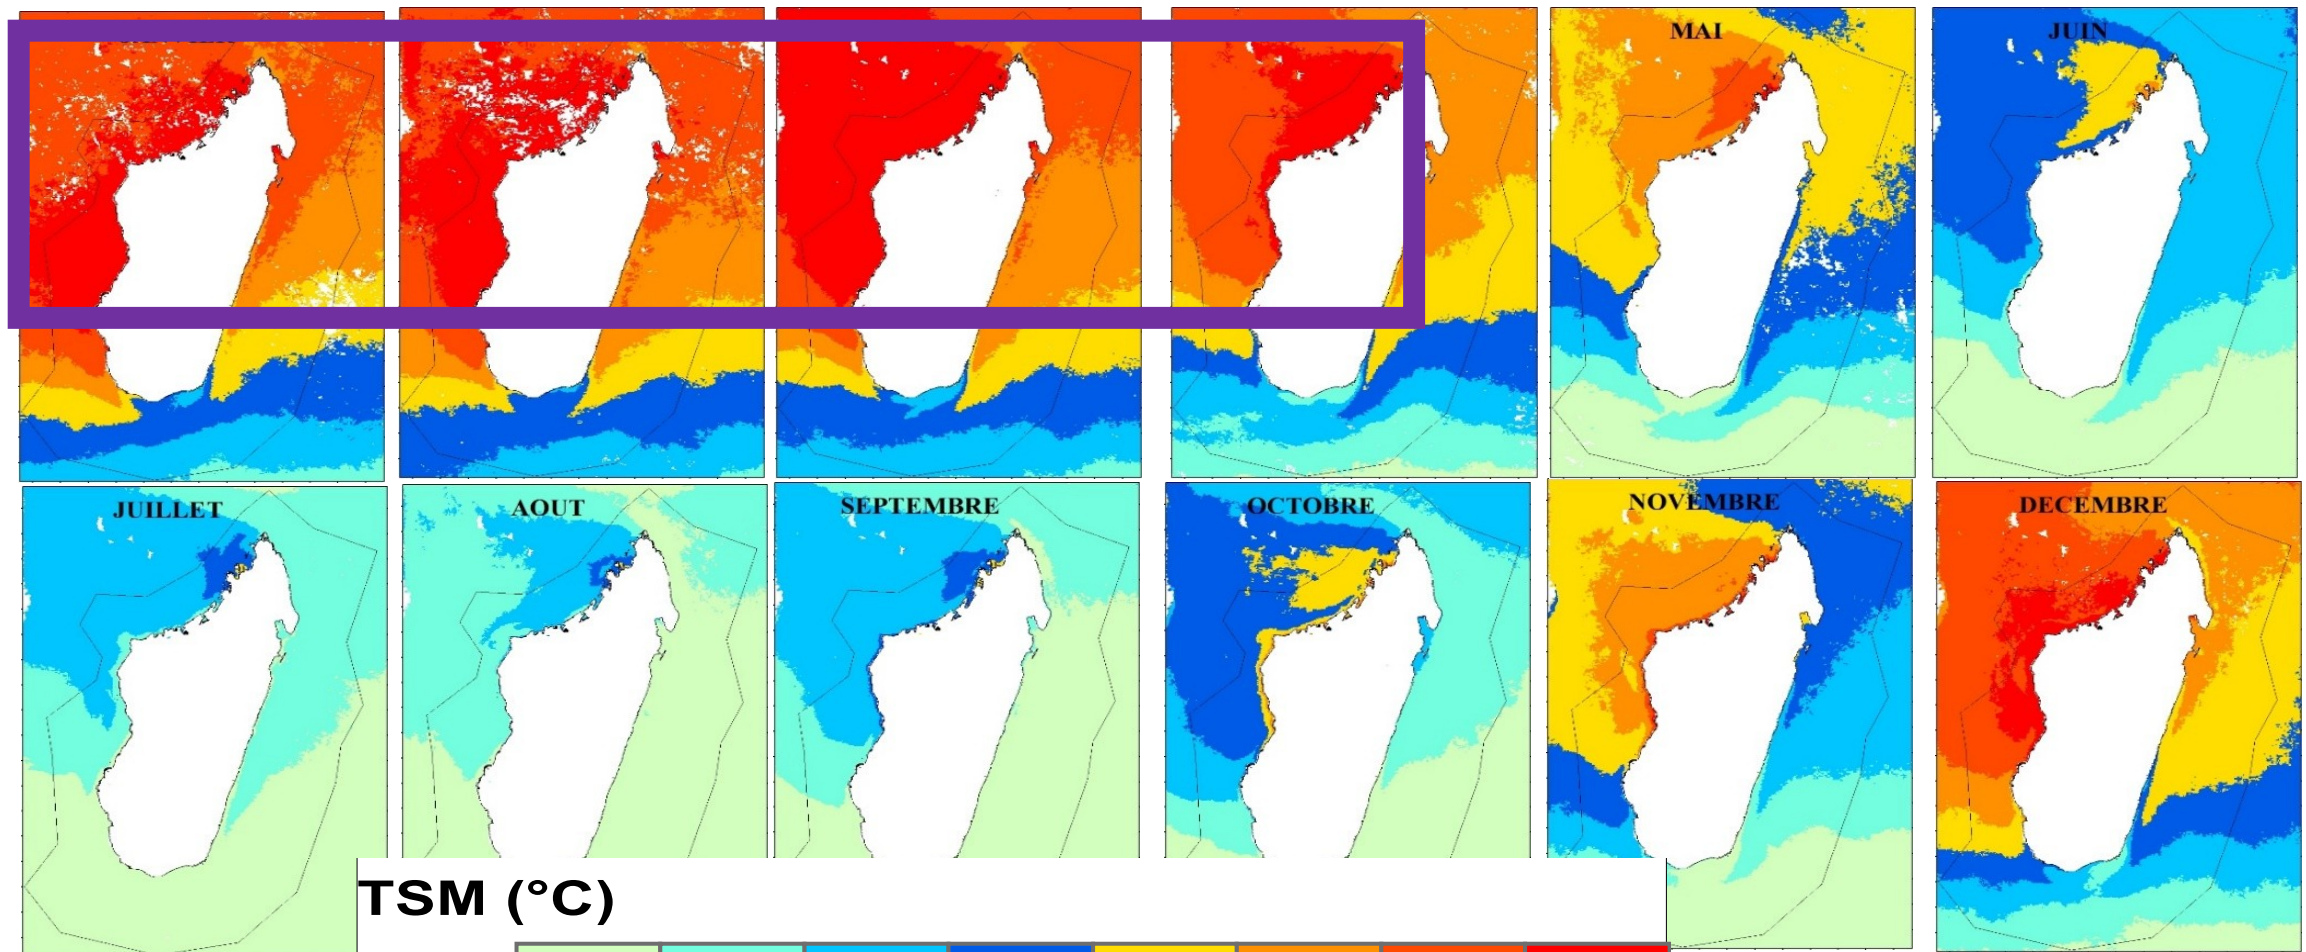 MAI
JUIN
JUILLET
AOUT
SEPTEMBRE
OCTOBRE
NOVEMBRE
DECEMBRE
TSM (°C)